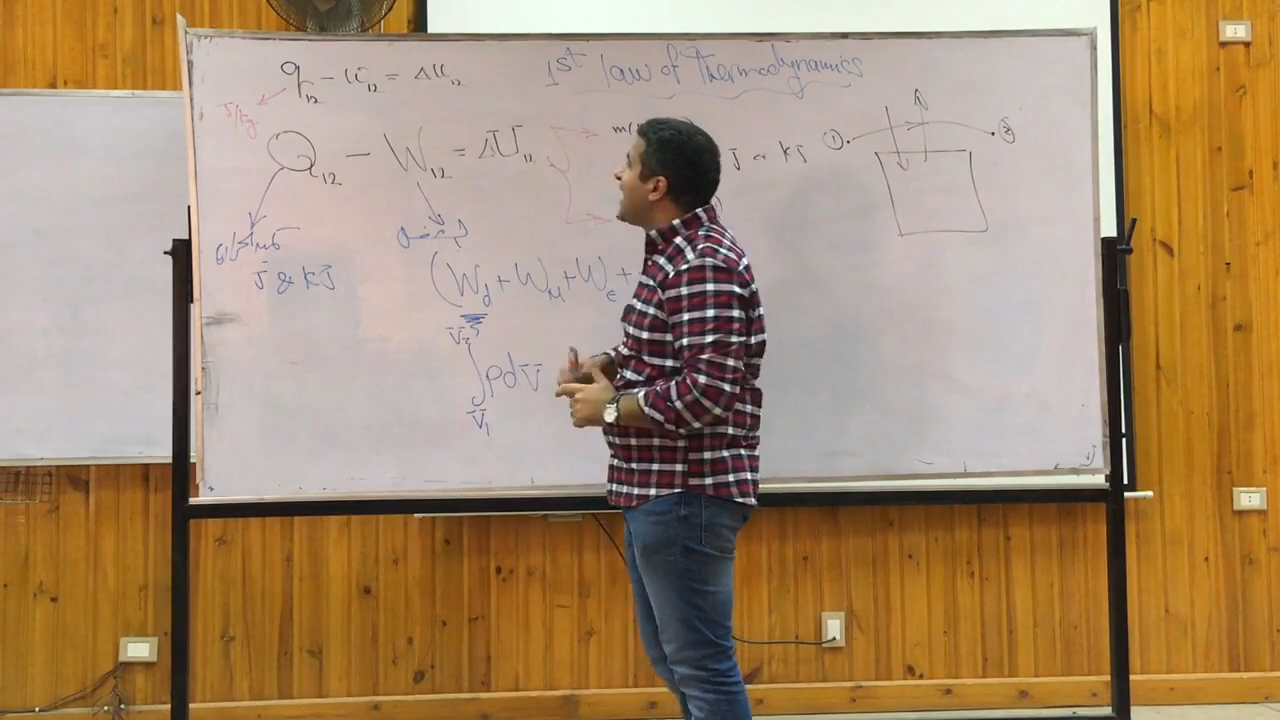 1st law of thermodynamics
q12 - w12 = Δu12
J/kg
Q12 - W12 = ΔU12
m(
J or kJ
① ②
J & kJ
(Wd + WM + WE +
V2
∫ρdV
V1